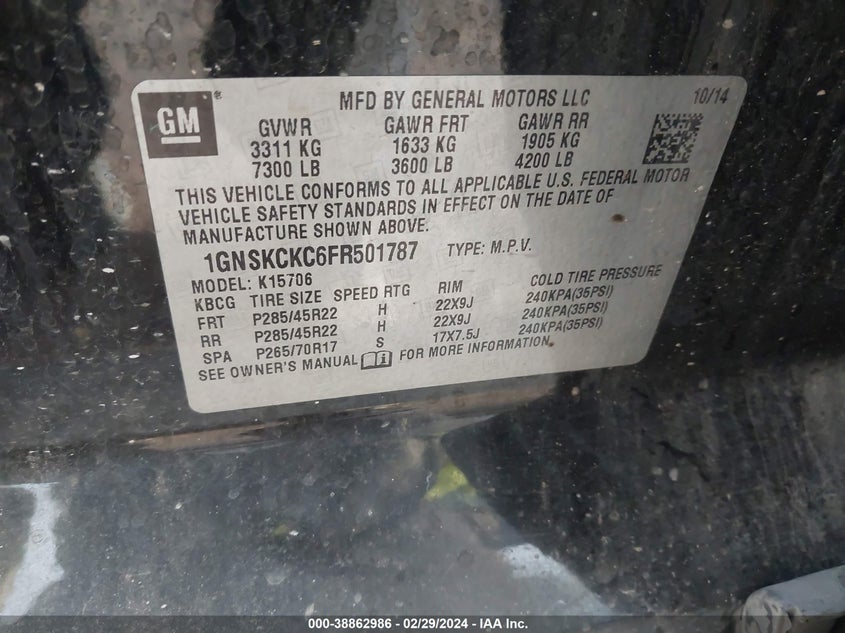 GM ® MFD BY GENERAL MOTORS LLC 10/14
GVWR GAWR FRT GAWR RR
3311 KG 1633 KG 1905 KG
7300 LB 3600 LB 4200 LB
THIS VEHICLE CONFORMS TO ALL APPLICABLE U.S. FEDERAL MOTOR
VEHICLE SAFETY STANDARDS IN EFFECT ON THE DATE OF
MANUFACTURE SHOWN ABOVE.
1GNSKCKC6FR501787 TYPE: M.P.V.
MODEL: K15706
KBCG TIRE SIZE SPEED RTG RIM COLD TIRE PRESSURE
FRT P285/45R22 H 22X9J 240KPA(35PSI)
RR P285/45R22 H 22X9J 240KPA(35PSI)
SPA P265/70R17 S 17X7.5J 240KPA(35PSI)
SEE OWNER'S MANUAL FOR MORE INFORMATION.
000-38862986 - 02/29/2024 - IAA Inc.